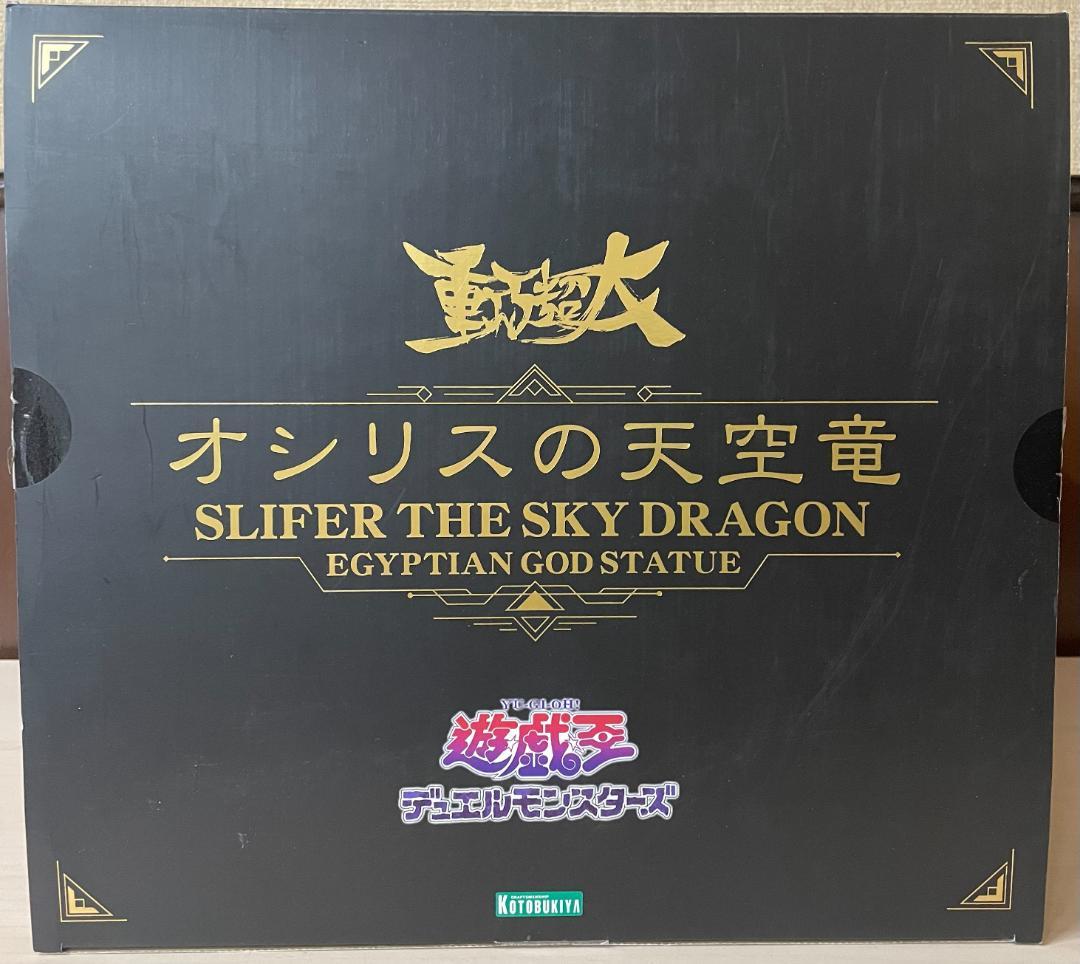 オシリスの天空竜
SLIFER THE SKY DRAGON
EGYPTIAN GOD STATUE
YU-GI-OH!
遊戯王
デュエルモンスターズ
CRAFTSMANSHIP
KOTOBUKIYA